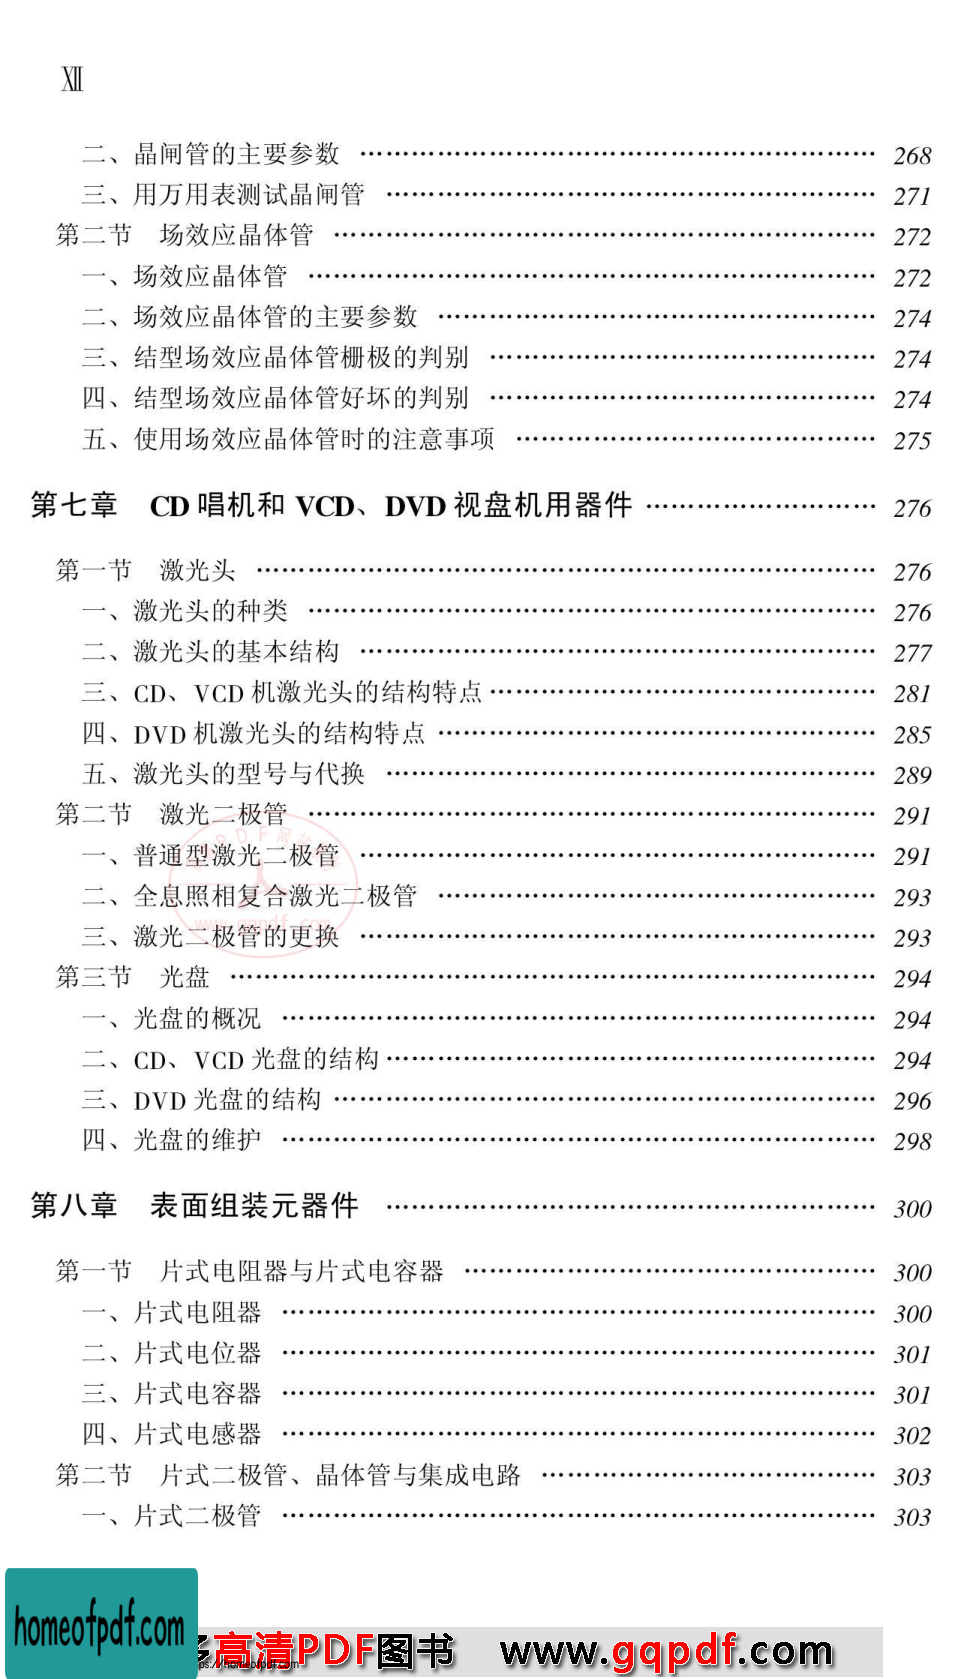 Ⅻ
二、晶闸管的主要参数 …………………………………………………… 268
三、用万用表测试晶闸管 ………………………………………………… 271
第二节 场效应晶体管 ……………………………………………………… 272
一、场效应晶体管 ………………………………………………………… 272
二、场效应晶体管的主要参数 …………………………………………… 274
三、结型场效应晶体管栅极的判别 ……………………………………… 274
四、结型场效应晶体管好坏的判别 ……………………………………… 274
五、使用场效应晶体管时的注意事项 …………………………………… 275
第七章 CD 唱机和 VCD、DVD 视盘机用器件 ……………………… 276
第一节 激光头 ……………………………………………………………… 276
一、激光头的种类 ………………………………………………………… 276
二、激光头的基本结构 …………………………………………………… 277
三、CD、VCD 机激光头的结构特点 ……………………………………… 281
四、DVD 机激光头的结构特点 …………………………………………… 285
五、激光头的型号与代换 ………………………………………………… 289
第二节 激光二极管 ………………………………………………………… 291
一、普通型激光二极管 …………………………………………………… 291
二、全息照相复合激光二极管 …………………………………………… 293
www.gqpdf.com
三、激光二极管的更换 …………………………………………………… 293
第三节 光盘 ………………………………………………………………… 294
一、光盘的概况 …………………………………………………………… 294
二、CD、VCD 光盘的结构 ………………………………………………… 294
三、DVD 光盘的结构 ……………………………………………………… 296
四、光盘的维护 …………………………………………………………… 298
第八章 表面组装元器件 ………………………………………………… 300
第一节 片式电阻器与片式电容器 ………………………………………… 300
一、片式电阻器 …………………………………………………………… 300
二、片式电位器 …………………………………………………………… 301
三、片式电容器 …………………………………………………………… 301
四、片式电感器 …………………………………………………………… 302
第二节 片式二极管、晶体管与集成电路 ………………………………… 303
一、片式二极管 …………………………………………………………… 303
homeofpdf.com
多高清PDF图书 www.gqpdf.com
ps://homeofpdf.com